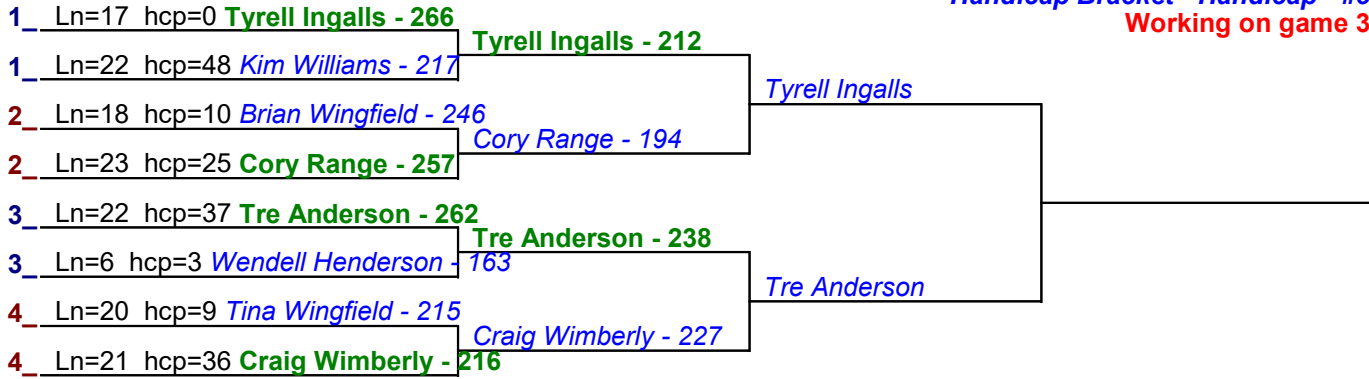 Handicap Bracket - Handicap
Working on game 3
1_ Ln=17 hcp=0 Tyrell Ingalls - 266
Tyrell Ingalls - 212
1_ Ln=22 hcp=48 Kim Williams - 217
Tyrell Ingalls
2_ Ln=18 hcp=10 Brian Wingfield - 246
Cory Range - 194
2_ Ln=23 hcp=25 Cory Range - 257
3_ Ln=22 hcp=37 Tre Anderson - 262
Tre Anderson - 238
3_ Ln=6 hcp=3 Wendell Henderson - 163
Tre Anderson
4_ Ln=20 hcp=9 Tina Wingfield - 215
Craig Wimberly - 227
4_ Ln=21 hcp=36 Craig Wimberly - 216